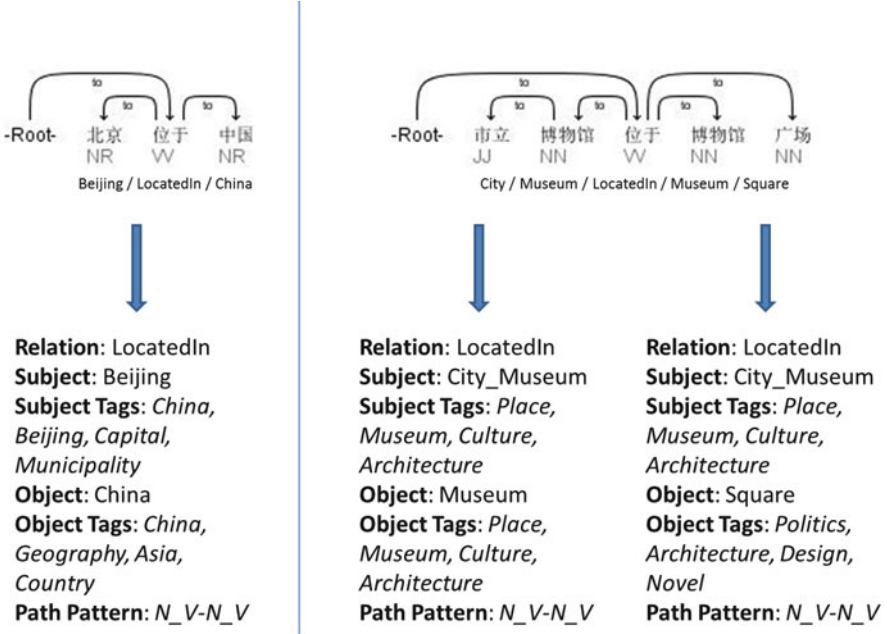 to
to to
-Root- 北京 位于 中国
NR VV NR
Beijing / LocatedIn / China
Relation: LocatedIn
Subject: Beijing
Subject Tags: China,
Beijing, Capital,
Municipality
Object: China
Object Tags: China,
Geography, Asia,
Country
Path Pattern: N_V-N_V
to to
to to to
-Root- 市立 博物馆 位于 博物馆 广场
JJ NN VV NN NN
City / Museum / LocatedIn / Museum / Square
Relation: LocatedIn
Subject: City_Museum
Subject Tags: Place,
Museum, Culture,
Architecture
Object: Museum
Object Tags: Place,
Museum, Culture,
Architecture
Path Pattern: N_V-N_V
Relation: LocatedIn
Subject: City_Museum
Subject Tags: Place,
Museum, Culture,
Architecture
Object: Square
Object Tags: Politics,
Architecture, Design,
Novel
Path Pattern: N_V-N_V